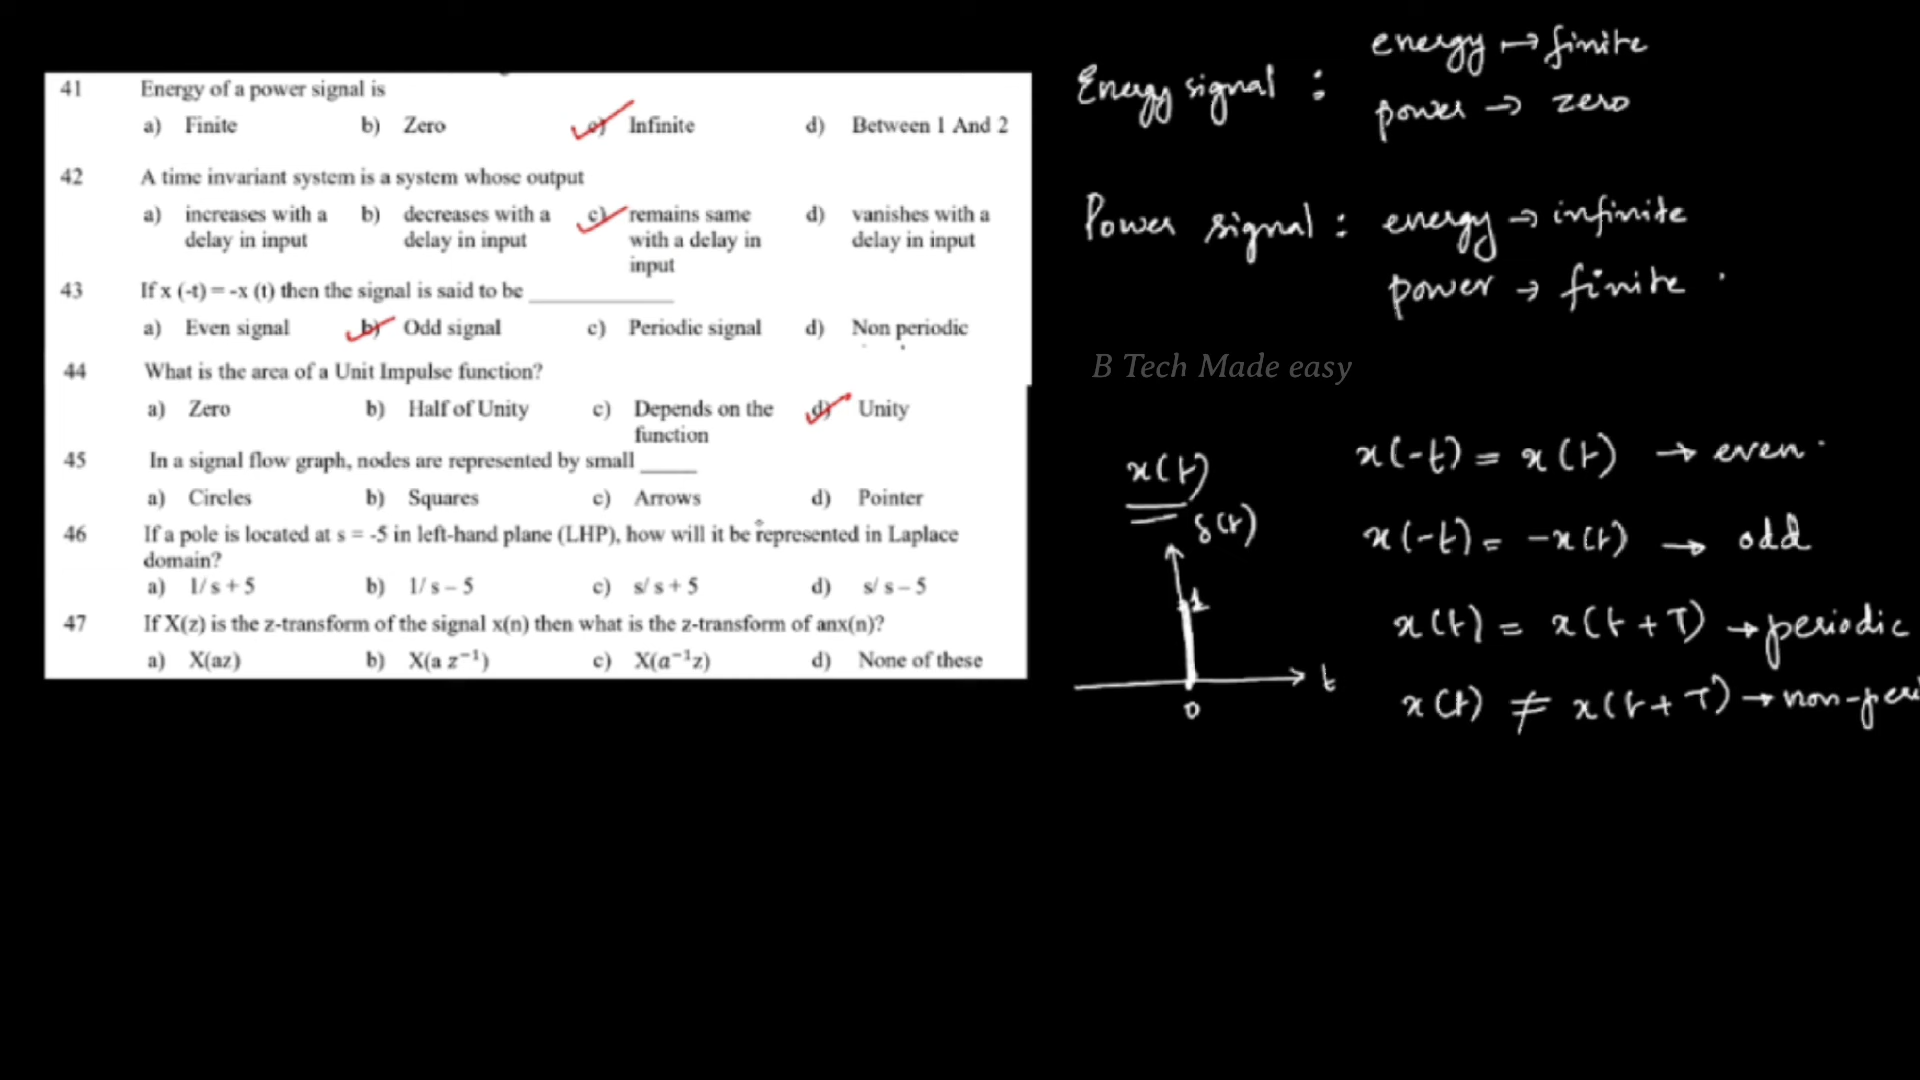 41 Energy of a power signal is
a) Finite b) Zero c) Infinite d) Between 1 And 2
42 A time invariant system is a system whose output
a) increases with a delay in input b) decreases with a delay in input c) remains same with a delay in input d) vanishes with a delay in input
43 If x (-t) = -x (t) then the signal is said to be ____________
a) Even signal b) Odd signal c) Periodic signal d) Non periodic
44 What is the area of a Unit Impulse function?
a) Zero b) Half of Unity c) Depends on the function d) Unity
45 In a signal flow graph, nodes are represented by small _____
a) Circles b) Squares c) Arrows d) Pointer
46 If a pole is located at s = -5 in left-hand plane (LHP), how will it be represented in Laplace
domain?
a) 1/ s + 5 b) 1/ s – 5 c) s/ s + 5 d) s/ s – 5
47 If X(z) is the z-transform of the signal x(n) then what is the z-transform of anx(n)?
a) X(az) b) X(a z⁻¹) c) X(a⁻¹z) d) None of these
Energy signal : energy → finite
power → zero
Power signal : energy → infinite
power → finite
B Tech Made easy
x(t)
δ(t)
1
0
t
x(-t) = x(t) → even
x(-t) = -x(t) → odd
x(t) = x(t+T) → periodic
x(t) ≠ x(t+T) → non-peri